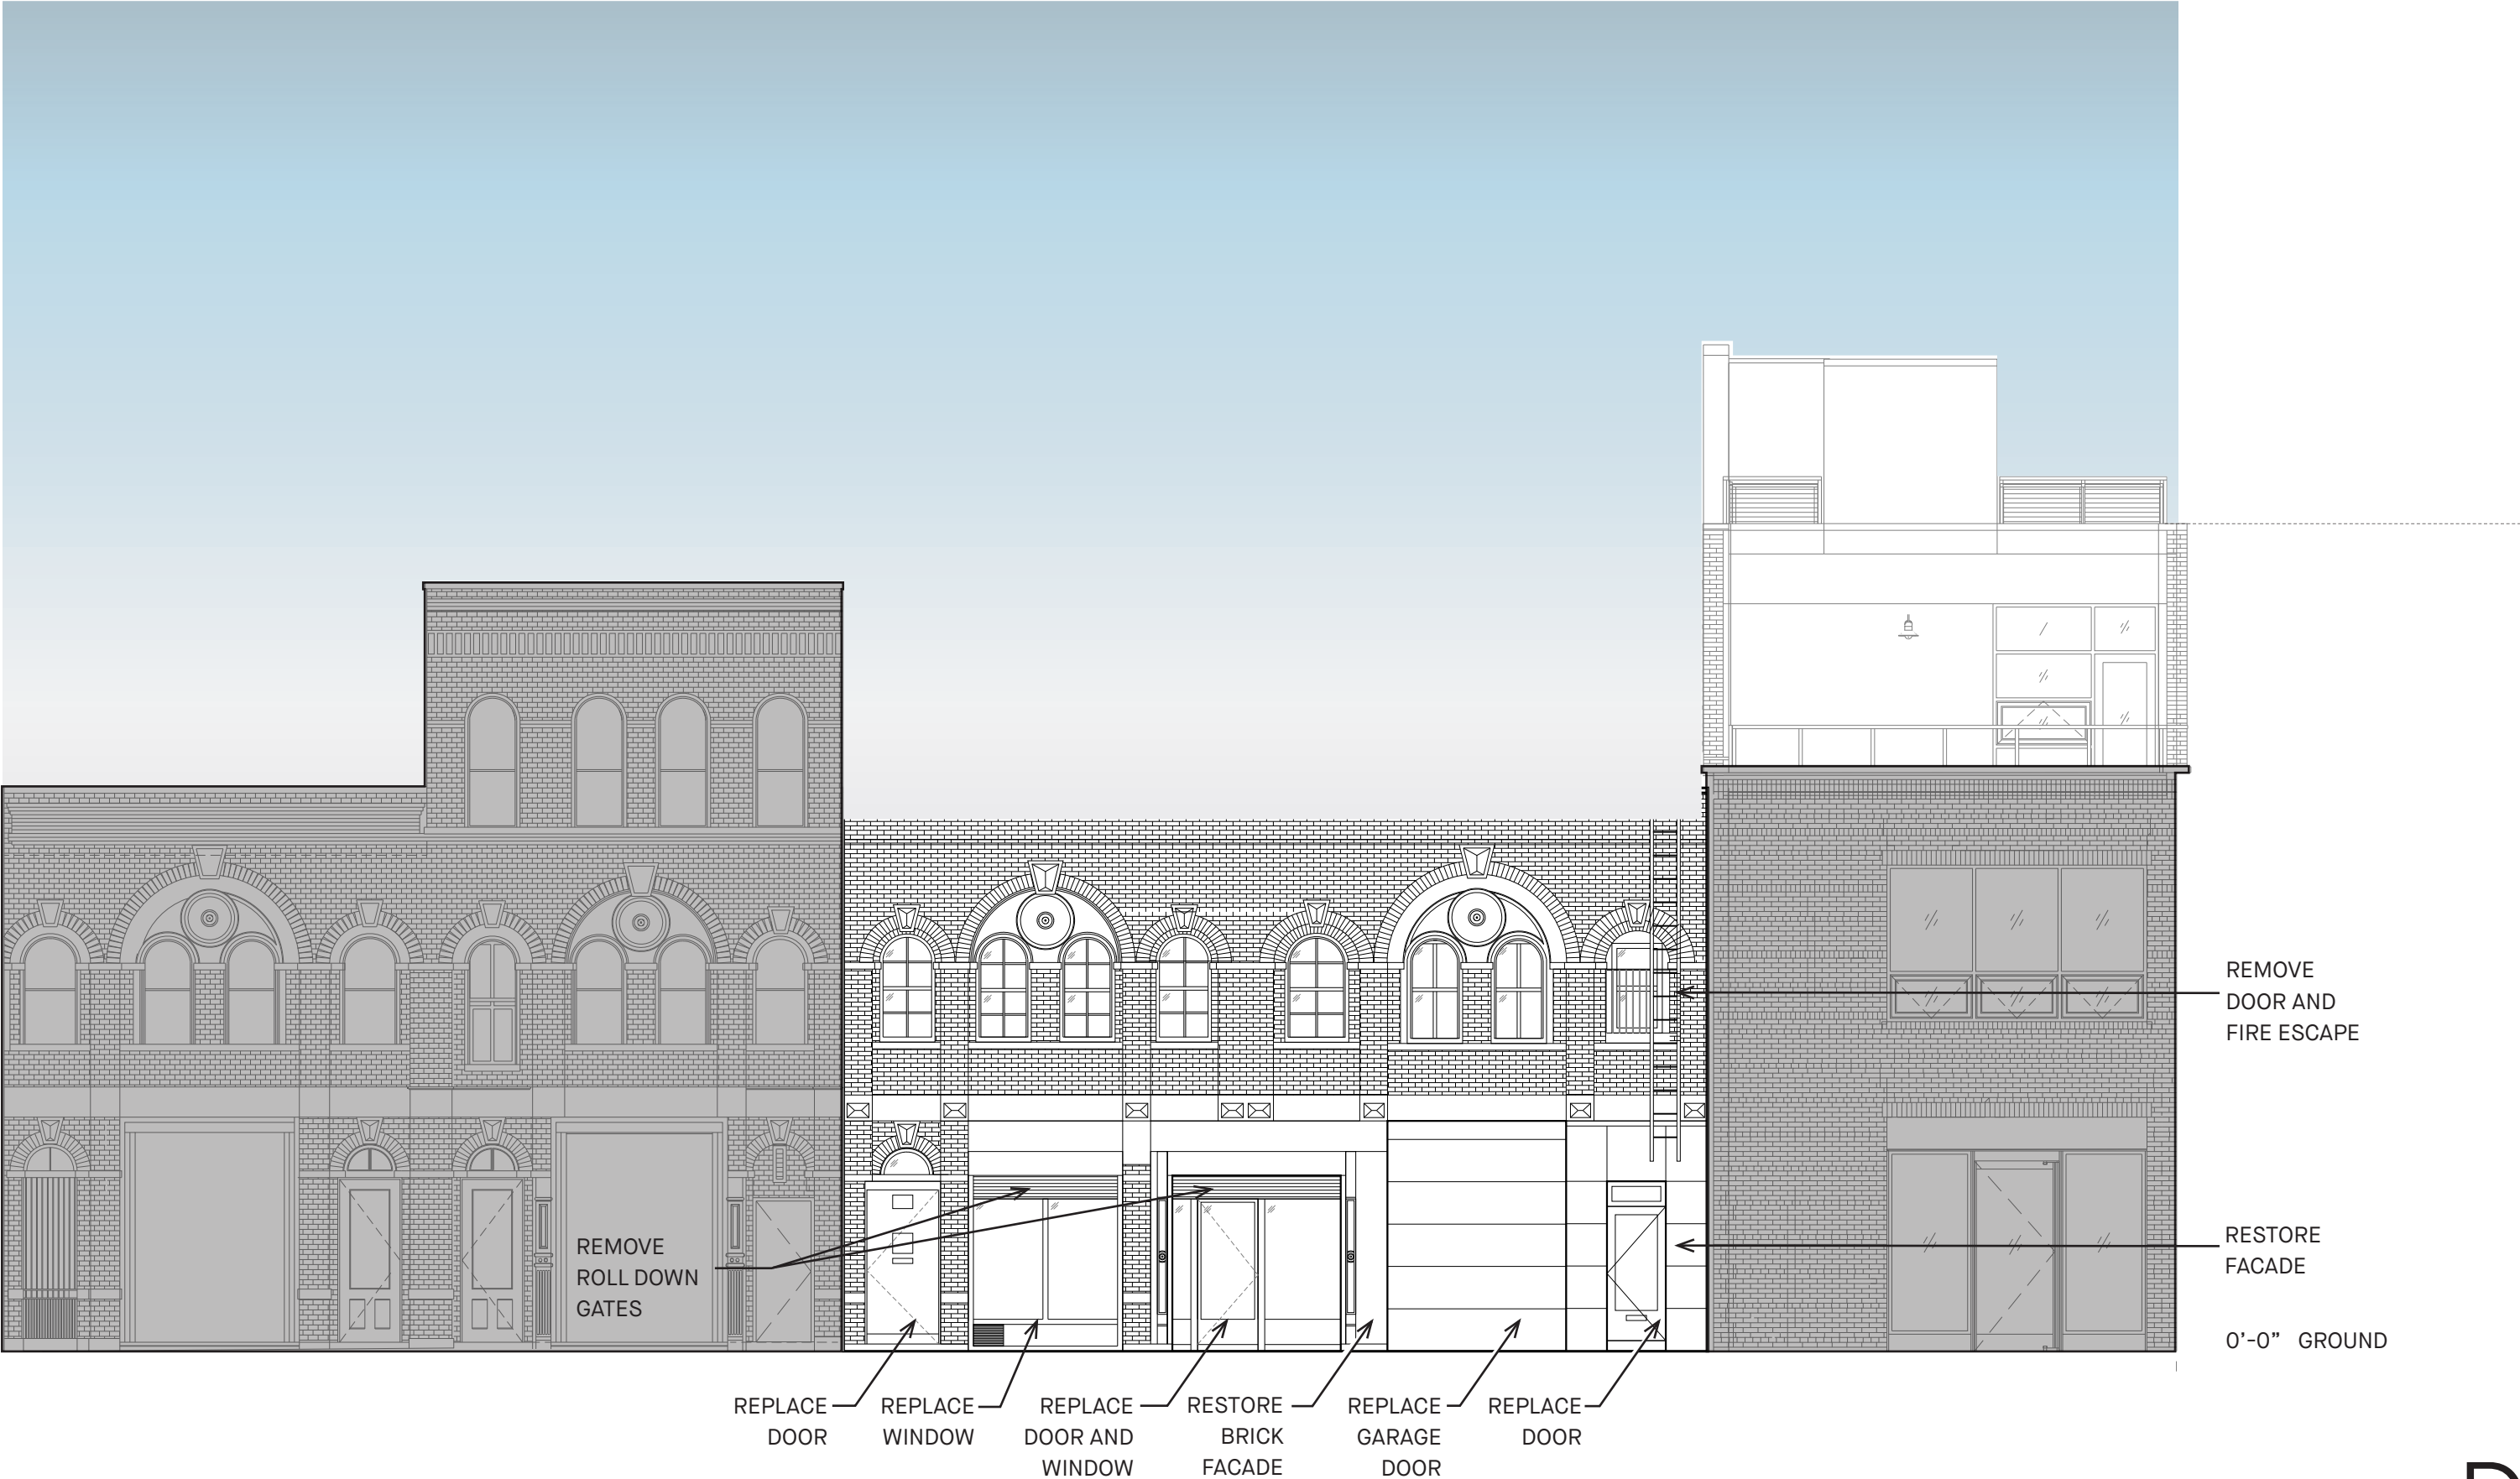 REMOVE
DOOR AND
FIRE ESCAPE
REMOVE
ROLL DOWN
GATES
RESTORE
FACADE
0'-0” GROUND
REPLACE
DOOR
REPLACE
WINDOW
REPLACE
DOOR AND
WINDOW
RESTORE
BRICK
FACADE
REPLACE
GARAGE
DOOR
REPLACE
DOOR